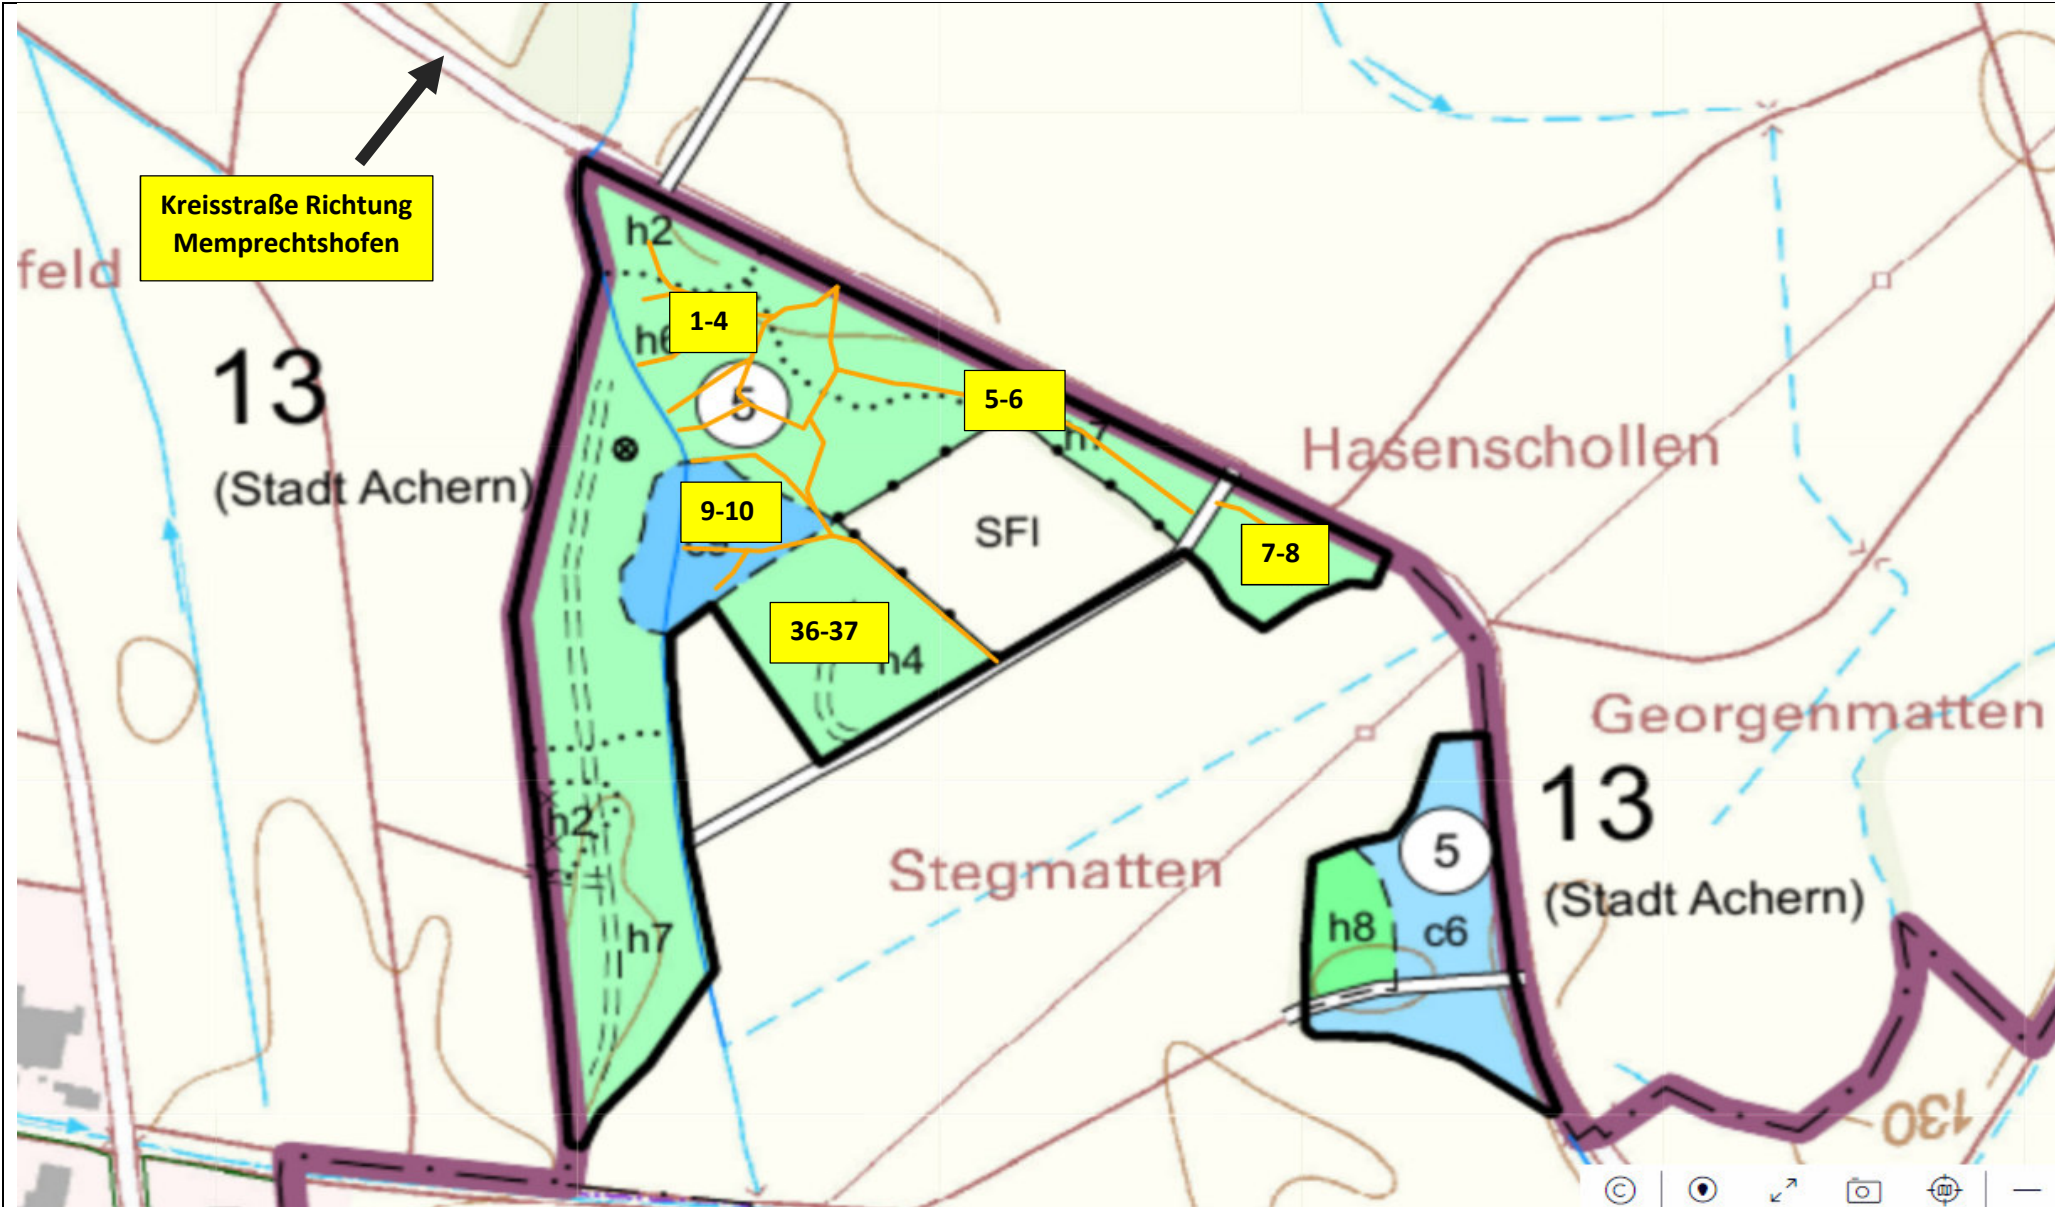 Kreisstraße Richtung
Memprechtshofen
feld
h2
1-4
h6
5
13
(Stadt Achern)
5-6
h7
Hasenschollen
9-10
SFI
7-8
36-37
h4
Georgenmatten
13
(Stadt Achern)
h2
Stegmatten
5
h7
h8
c6
130